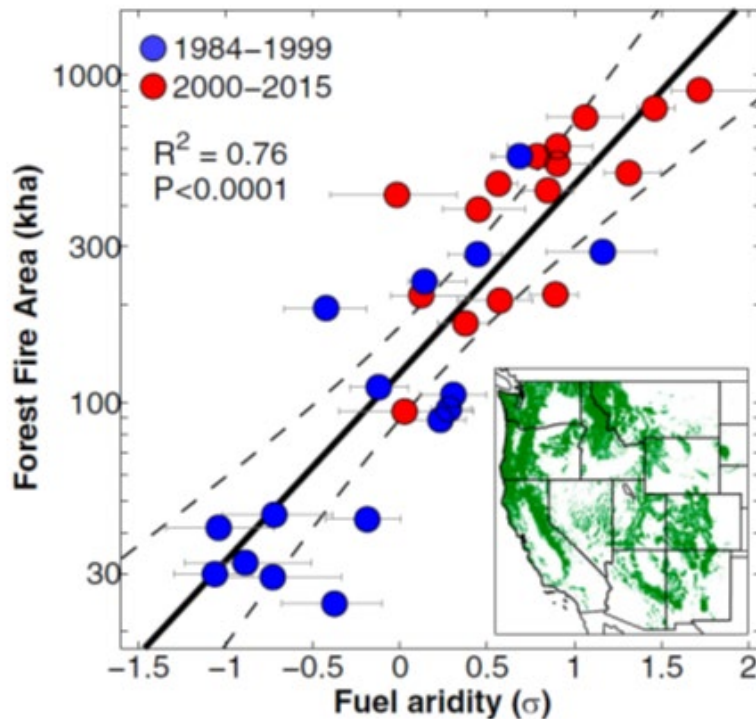 1984−1999
2000−2015
R² = 0.76
P<0.0001
Forest Fire Area (kha)
1000
300
100
30
−1.5 −1 −0.5 0 0.5 1 1.5 2
Fuel aridity (σ)